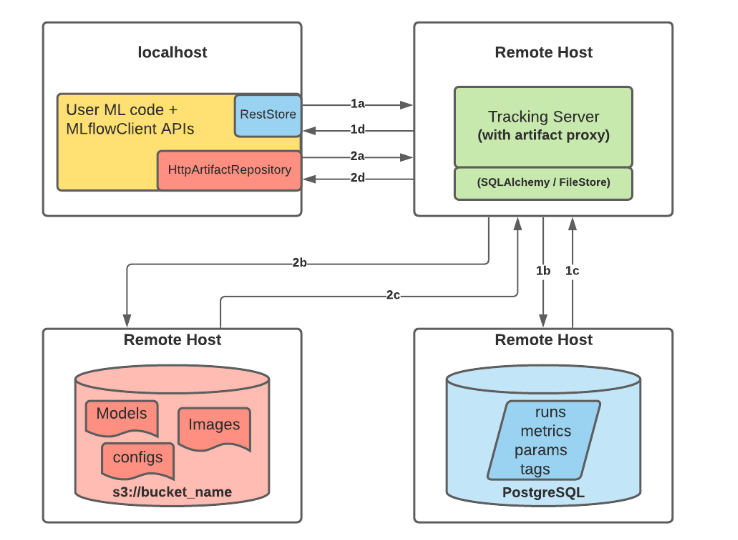 localhost
User ML code +
MLflowClient APIs
RestStore
HttpArtifactRepository
1a
1d
2a
2d
Remote Host
Tracking Server
(with artifact proxy)
(SQLAlchemy / FileStore)
2b
2c
1b
1c
Remote Host
Models
Images
configs
s3://bucket_name
Remote Host
runs
metrics
params
tags
PostgreSQL